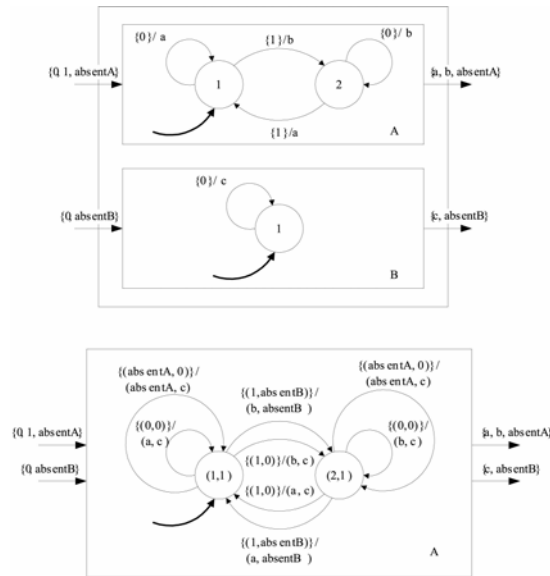 {0}/ a
{1}/b
{0}/ b
{0, 1, absentA}
{a, b, absentA}
1
2
{1}/a
A
{0}/ c
{0, absentB}
{c, absentB}
1
B
{(absentA, 0)}/
(absentA, c)
{(1,absentB)}/
(b, absentB )
{(absentA, 0)}/
(absentA, c)
{(0,0)}/
(a, c)
{(0,0)}/
(b, c)
{0, 1, absentA}
{a, b, absentA}
{0, absentB}
{c, absentB}
(1,1)
{(1,0)}/(b, c)
(2,1)
{(1,0)}/(a, c)
{(1,absentB)}/
(a, absentB )
A